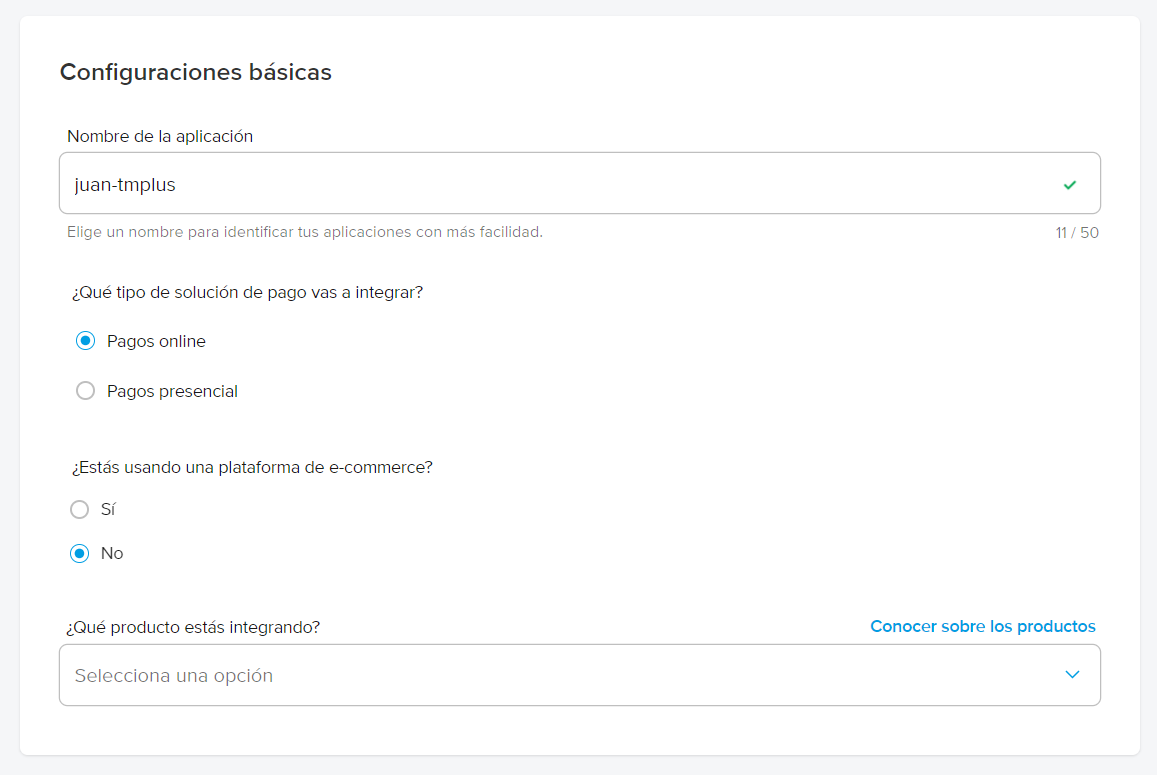 Configuraciones básicas
Nombre de la aplicación
juan-tmplus
Elige un nombre para identificar tus aplicaciones con más facilidad.
11 / 50
¿Qué tipo de solución de pago vas a integrar?
Pagos online
Pagos presencial
¿Estás usando una plataforma de e-commerce?
Sí
No
¿Qué producto estás integrando?
Conocer sobre los productos
Selecciona una opción